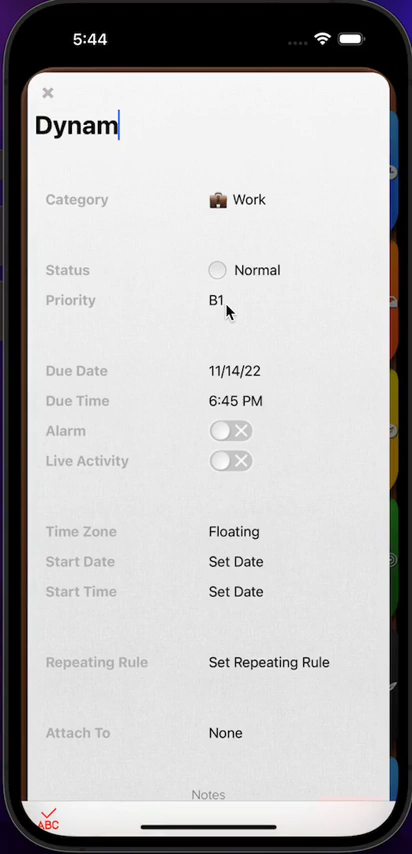 5:44
Dynam
Category Work
Status Normal
Priority B1
Due Date 11/14/22
Due Time 6:45 PM
Alarm
Live Activity
Time Zone Floating
Start Date Set Date
Start Time Set Date
Repeating Rule Set Repeating Rule
Attach To None
Notes
ABC